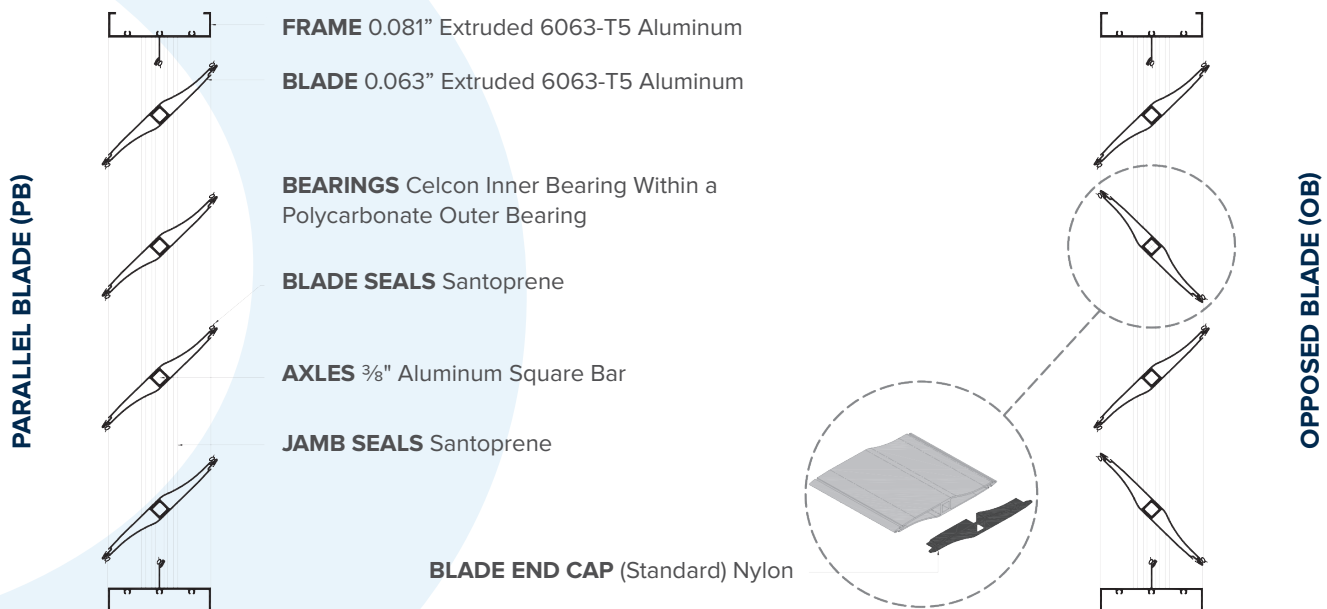 PARALLEL BLADE (PB)
FRAME 0.081” Extruded 6063-T5 Aluminum
BLADE 0.063” Extruded 6063-T5 Aluminum
BEARINGS Celcon Inner Bearing Within a
Polycarbonate Outer Bearing
BLADE SEALS Santoprene
AXLES ⅜" Aluminum Square Bar
JAMB SEALS Santoprene
BLADE END CAP (Standard) Nylon
OPPOSED BLADE (OB)